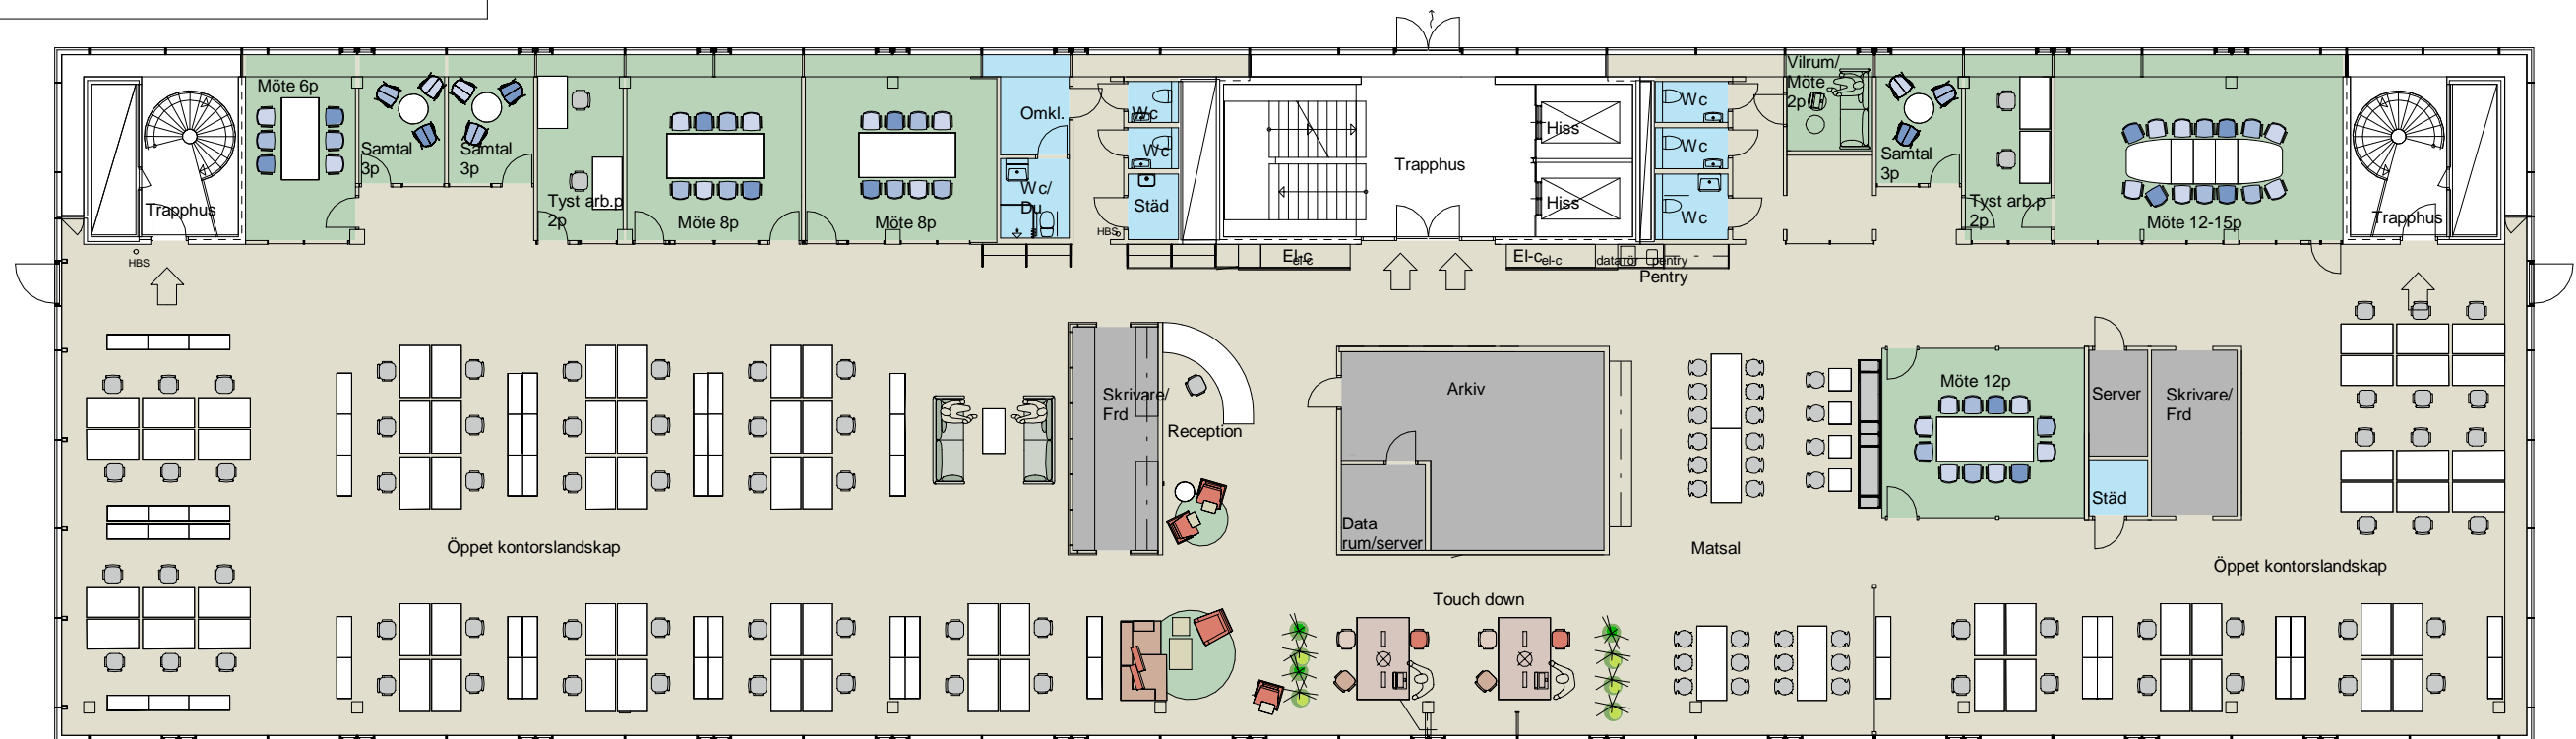 Möte 6p
Samtal
3p
Samtal
3p
Trapphus
Tyst arb.p
2p
Möte 8p
Möte 8p
Omkl.
Wc/
Du
Wc
Wc
Städ
HBS
Trapphus
Hiss
Hiss
Wc
Wc
Wc
Vilrum/
Möte
2p
Samtal
3p
Tyst arb.p
2p
Möte 12-15p
Trapphus
HBS
El-c
el-c
El-c
el-c
pentry
Pentry
Skrivare/
Frd
Reception
Arkiv
Data
rum/server
Möte 12p
Server
Skrivare/
Frd
Städ
Öppet kontorslandskap
Matsal
Öppet kontorslandskap
Touch down